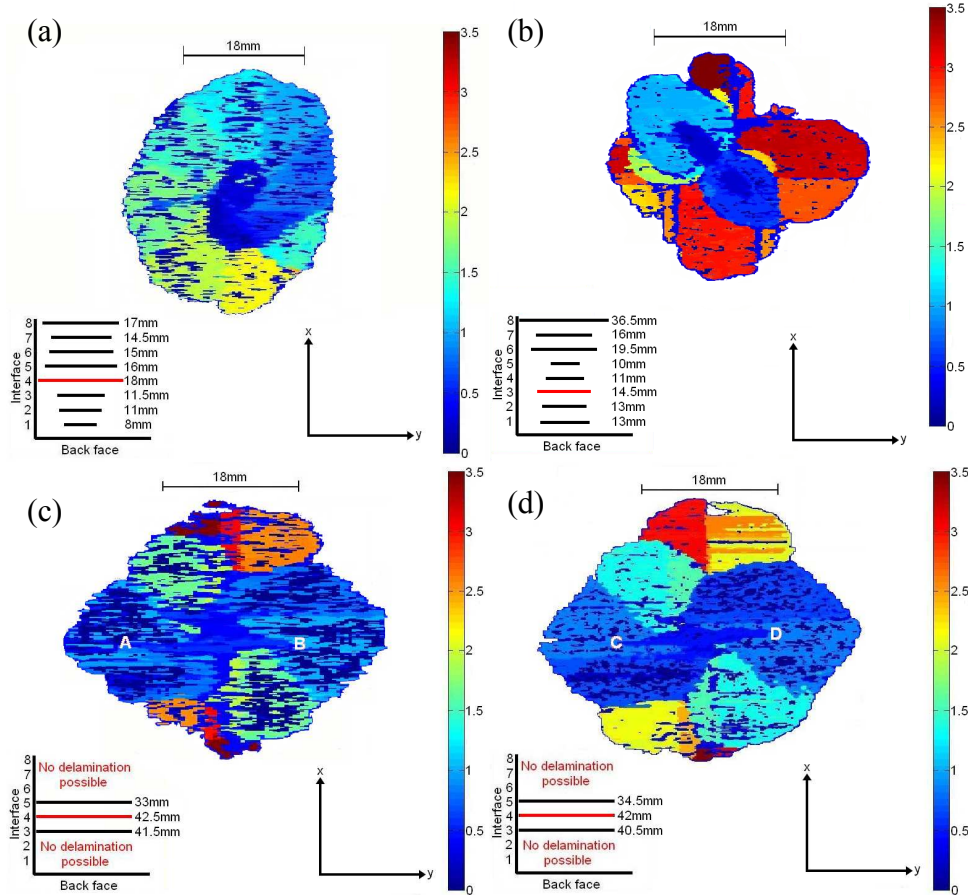 (a)
18mm
3.5
3
2.5
2
1.5
1
0.5
0
Interface
8 17mm
7 14.5mm
6 15mm
5 16mm
4 18mm
3 11.5mm
2 11mm
1 8mm
Back face
x
y
(b)
18mm
3.5
3
2.5
2
1.5
1
0.5
0
Interface
8 36.5mm
7 16mm
6 19.5mm
5 10mm
4 11mm
3 14.5mm
2 13mm
1 13mm
Back face
x
y
(c)
18mm
A
B
3.5
3
2.5
2
1.5
1
0.5
0
Interface
8
7 No delamination
6 possible
5 33mm
4 42.5mm
3 41.5mm
2 No delamination
1 possible
Back face
x
y
(d)
18mm
C
D
3.5
3
2.5
2
1.5
1
0.5
0
Interface
8
7 No delamination
6 possible
5 34.5mm
4 42mm
3 40.5mm
2 No delamination
1 possible
Back face
x
y